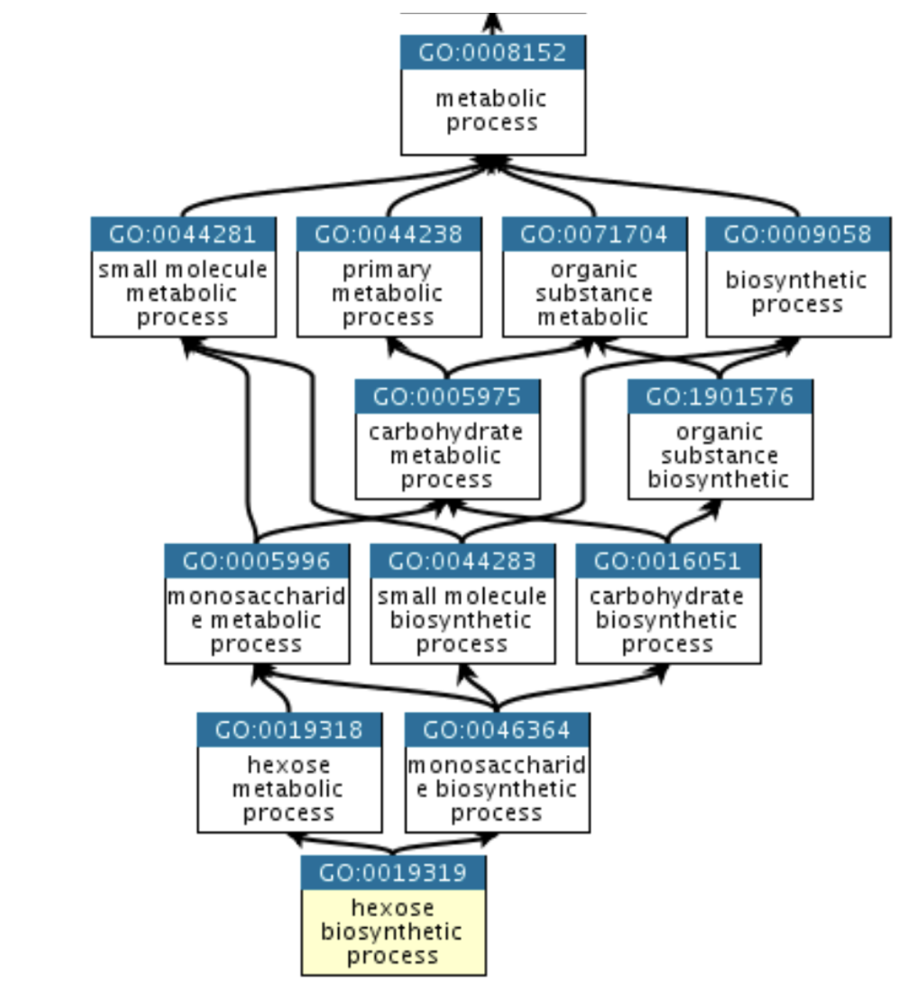 GO:0008152
metabolic
process
GO:0044281
small molecule
metabolic
process
GO:0044238
primary
metabolic
process
GO:0071704
organic
substance
metabolic
GO:0009058
biosynthetic
process
GO:0005975
carbohydrate
metabolic
process
GO:1901576
organic
substance
biosynthetic
GO:0005996
monosaccharid
e metabolic
process
GO:0044283
small molecule
biosynthetic
process
GO:0016051
carbohydrate
biosynthetic
process
GO:0019318
hexose
metabolic
process
GO:0046364
monosaccharid
e biosynthetic
process
GO:0019319
hexose
biosynthetic
process